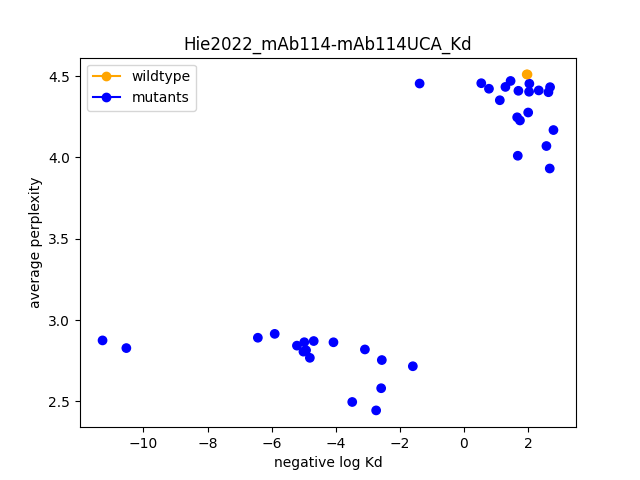 Hie2022_mAb114-mAb114UCA_Kd
wildtype
mutants
4.5
4.0
3.5
3.0
2.5
average perplexity
−10
−8
−6
−4
−2
0
2
negative log Kd